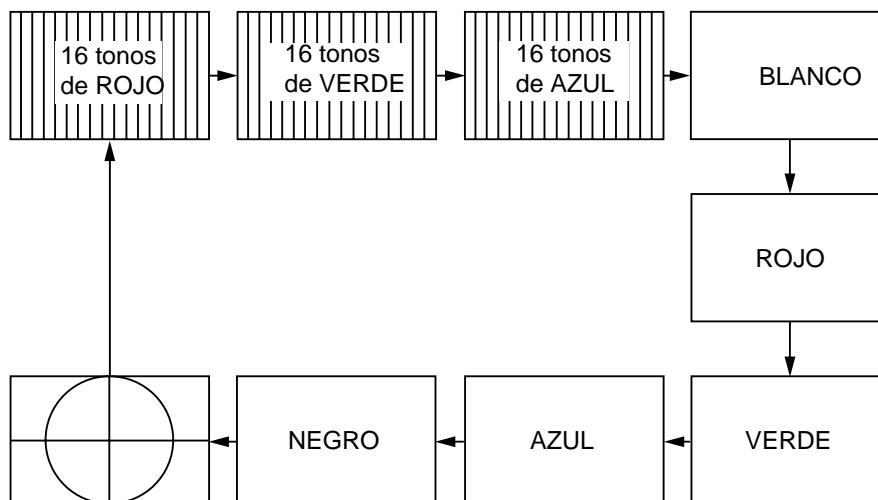 16 tonos
de ROJO
16 tonos
de VERDE
16 tonos
de AZUL
BLANCO
ROJO
VERDE
AZUL
NEGRO